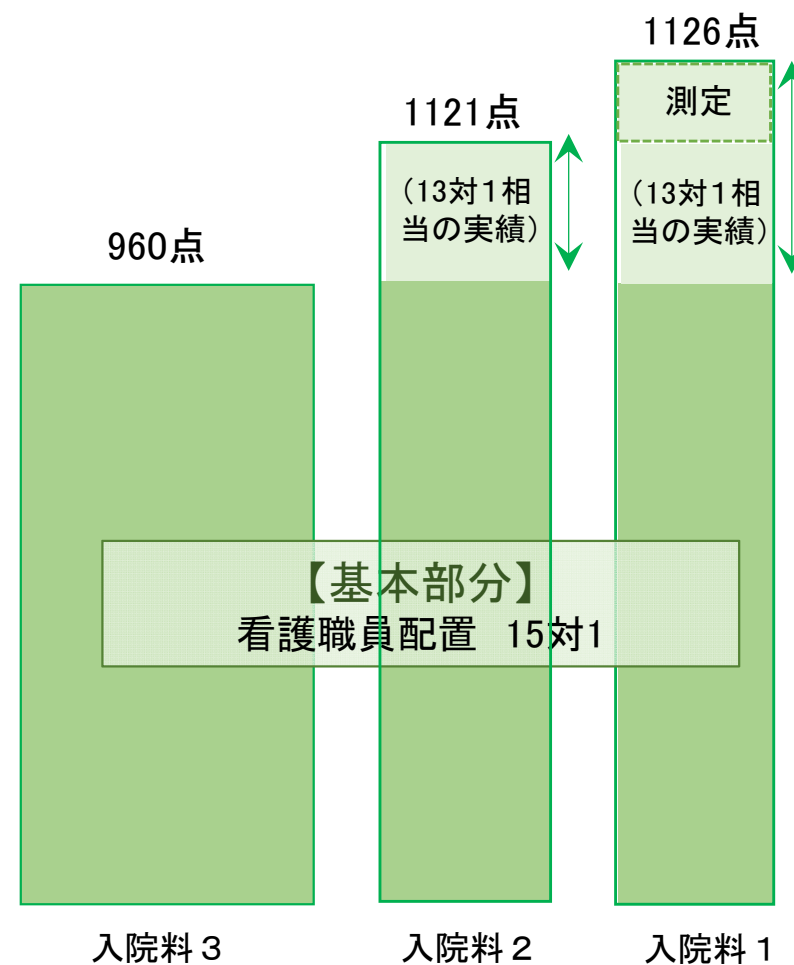 1126点
測定
1121点
（13対１相
当の実績）
（13対１相
当の実績）
960点
【基本部分】
看護職員配置　15対1
入院料３
入院料２
入院料１